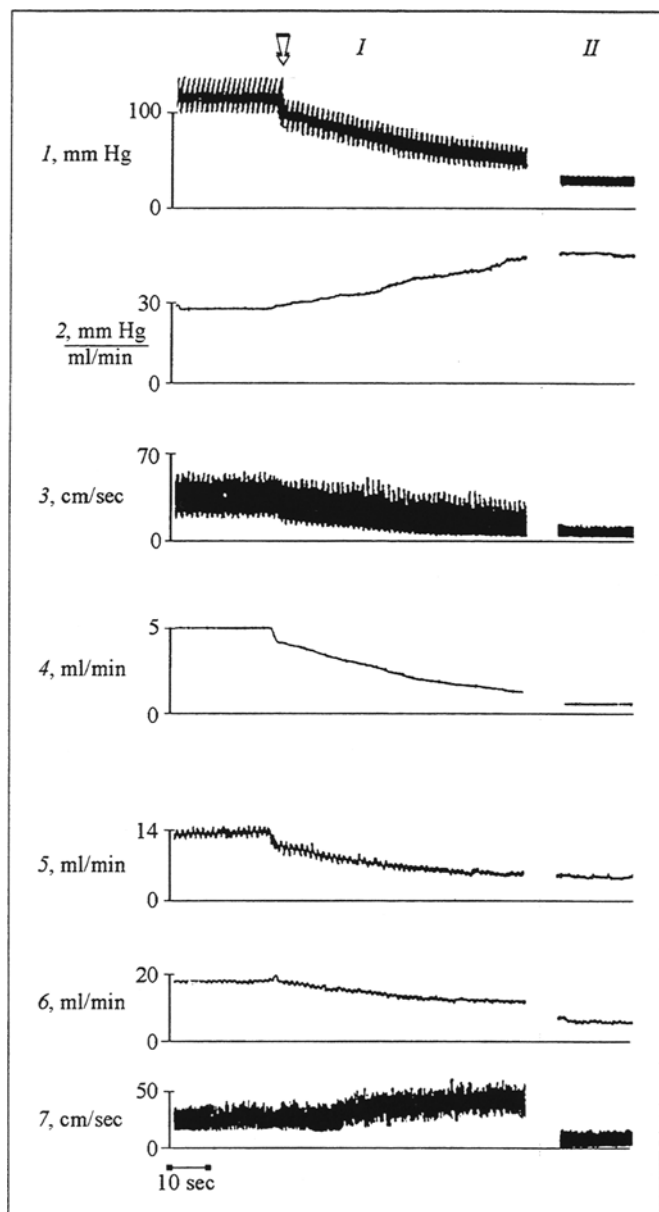 I II
100
1, mm Hg
0
30
2, mm Hg
ml/min
0
70
3, cm/sec
0
5
4, ml/min
0
14
5, ml/min
0
20
6, ml/min
0
50
7, cm/sec
0
10 sec